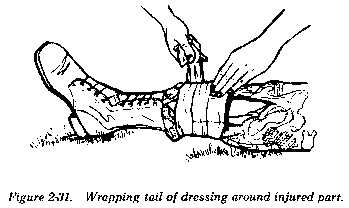 Figure 2-31. Wrapping tail of dressing around injured part.